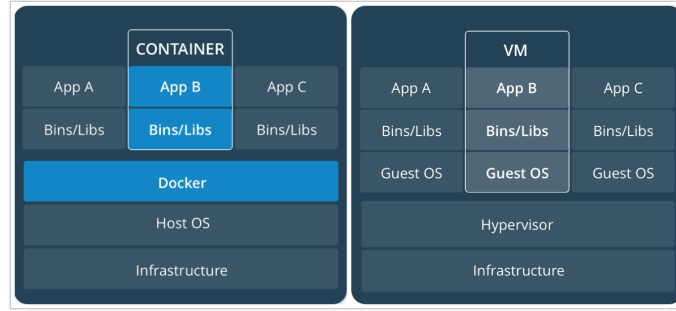 CONTAINER
App A App B App C
Bins/Libs Bins/Libs Bins/Libs
Docker
Host OS
Infrastructure
VM
App A App B App C
Bins/Libs Bins/Libs Bins/Libs
Guest OS Guest OS Guest OS
Hypervisor
Infrastructure